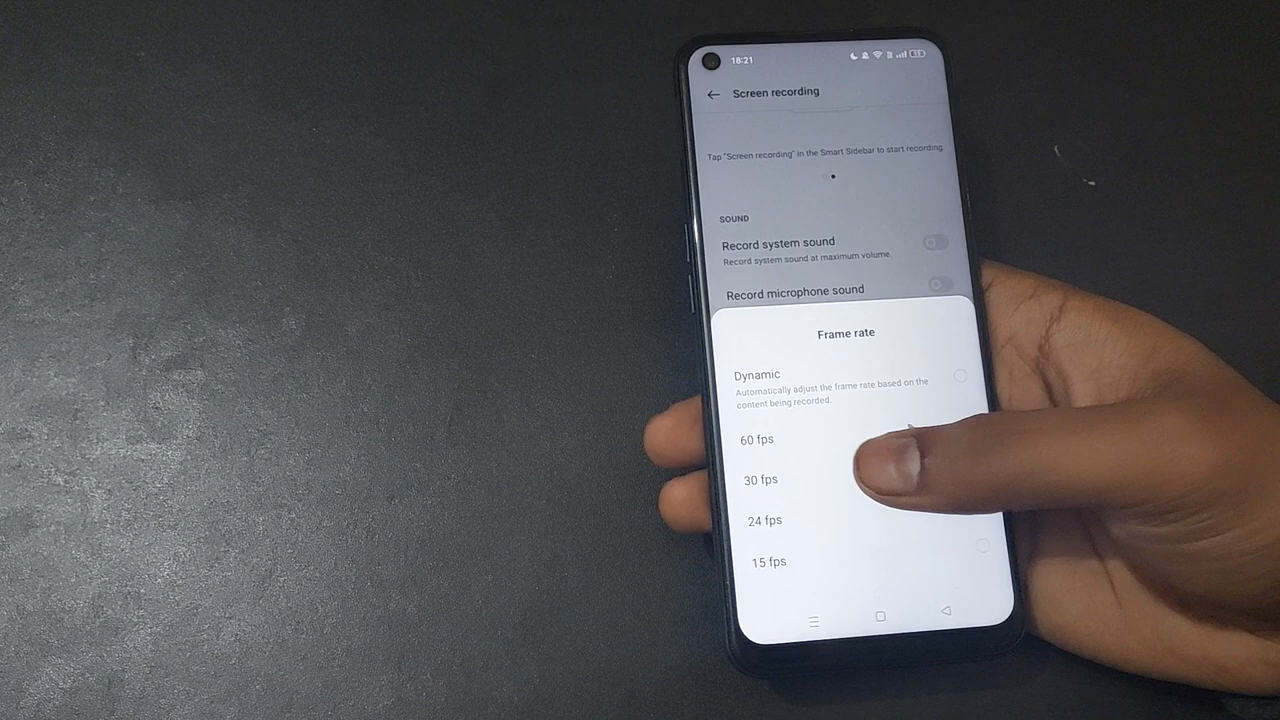 18:21
Screen recording
Tap "Screen recording" in the Smart Sidebar to start recording
SOUND
Record system sound
Record system sound at maximum volume.
Record microphone sound
Frame rate
Dynamic
Automatically adjust the frame rate based on the
content being recorded.
60 fps
30 fps
24 fps
15 fps